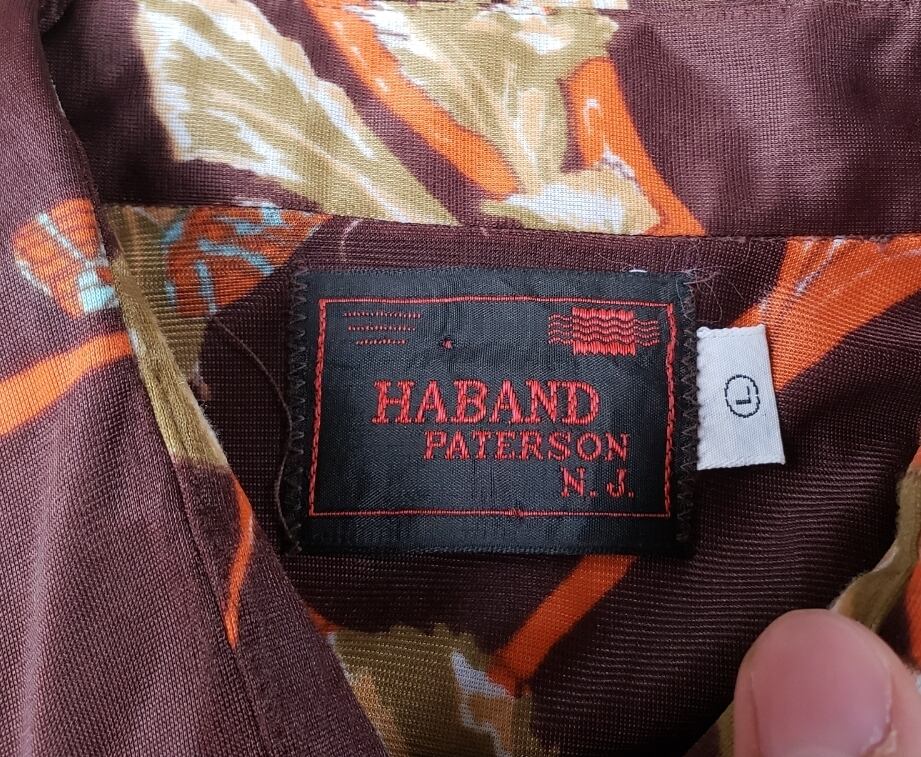 HABAND
PATERSON
N. J.
L